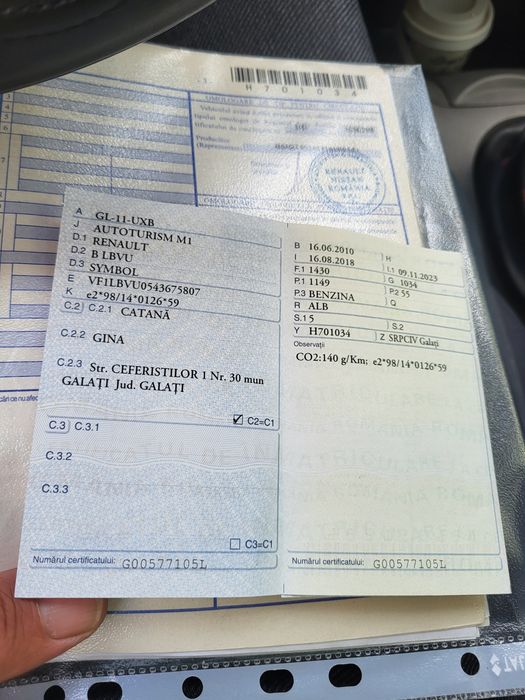 H701034
RENAULT
NISSAN
ROMÂNIA
A GL-11-UXB
J AUTOTURISM M1
D.1 RENAULT
D.2 B LBVU
D.3 SYMBOL
E VF1LBVU0543675807
K e2*98/14*0126*59
C.2 C.2.1 CATANĂ
C.2.2 GINA
C.2.3 Str. CEFERISTILOR 1 Nr. 30 mun
GALAȚI Jud. GALAȚI
C2=C1
C.3 C.3.1
C.3.2
C.3.3
C3=C1
Numărul certificatului: G00577105L
B 16.06.2010 H
I 16.08.2018 I.1 09.11.2023
F.1 1430 G 1034
P.1 1149 P.2 55
P.3 BENZINA Q
R ALB
S.1 5 S.2
Y H701034 Z SRPCIV Galați
Observații
CO2:140 g/Km; e2*98/14*0126*59
Numărul certificatului: G00577105L